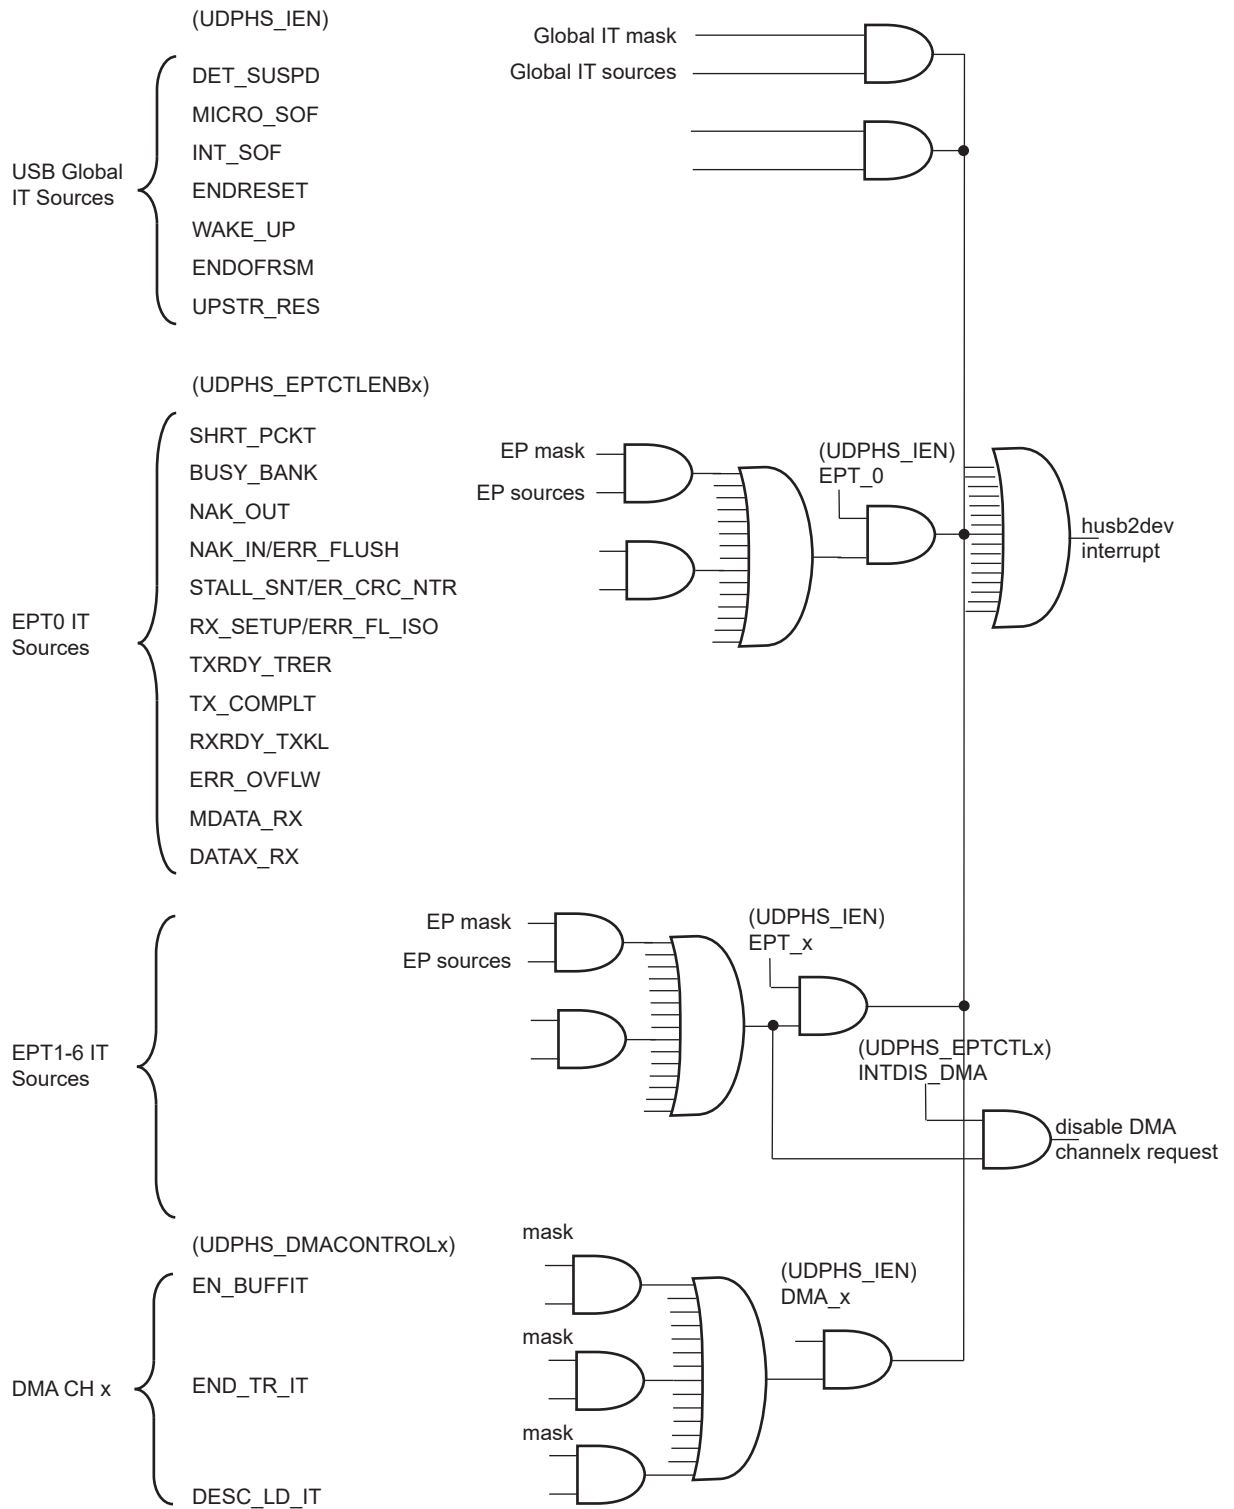 (UDPHS_IEN)
Global IT mask
Global IT sources
DET_SUSPD
MICRO_SOF
INT_SOF
ENDRESET
WAKE_UP
ENDOFRSM
UPSTR_RES
USB Global
IT Sources
(UDPHS_EPTCTLENBx)
SHRT_PCKT
BUSY_BANK
NAK_OUT
NAK_IN/ERR_FLUSH
STALL_SNT/ER_CRC_NTR
RX_SETUP/ERR_FL_ISO
TXRDY_TRER
TX_COMPLT
RXRDY_TXKL
ERR_OVFLW
MDATA_RX
DATAX_RX
EPT0 IT
Sources
EP mask
EP sources
(UDPHS_IEN)
EPT_0
husb2dev
interrupt
EPT1-6 IT
Sources
EP mask
EP sources
(UDPHS_IEN)
EPT_x
(UDPHS_EPTCTLx)
INTDIS_DMA
disable DMA
channelx request
(UDPHS_DMACONTROLx)
EN_BUFFIT
END_TR_IT
DESC_LD_IT
DMA CH x
mask
mask
mask
(UDPHS_IEN)
DMA_x